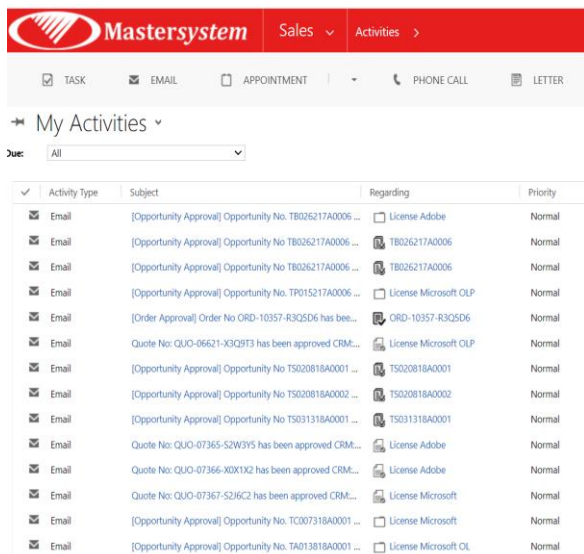 Mastersystem Sales Activities
TASK EMAIL APPOINTMENT PHONE CALL LETTER
My Activities
Due: All
Activity Type Subject Regarding Priority
Email [Opportunity Approval] Opportunity No. TB026217A0006 ... License Adobe Normal
Email [Opportunity Approval] Opportunity No TB026217A0006 ... TB026217A0006 Normal
Email [Opportunity Approval] Opportunity No TB026217A0006 ... TB026217A0006 Normal
Email [Opportunity Approval] Opportunity No. TP015217A0006 ... License Microsoft OLP Normal
Email [Order Approval] Order No ORD-10357-R3Q5D6 has bee... ORD-10357-R3Q5D6 Normal
Email Quote No: QUO-06621-X3Q9T3 has been approved CRM:... License Microsoft OLP Normal
Email [Opportunity Approval] Opportunity No TS020818A0001 ... TS020818A0001 Normal
Email [Opportunity Approval] Opportunity No TS020818A0002 ... TS020818A0002 Normal
Email [Opportunity Approval] Opportunity No TS031318A0001 ... TS031318A0001 Normal
Email Quote No: QUO-07365-S2W3Y5 has been approved CRM:... License Adobe Normal
Email Quote No: QUO-07366-X0X1X2 has been approved CRM:... License Adobe Normal
Email Quote No: QUO-07367-S2J6C2 has been approved CRM:... License Microsoft Normal
Email [Opportunity Approval] Opportunity No. TC007318A0001 ... License Microsoft Normal
Email [Opportunity Approval] Opportunity No. TA013818A0001 ... License Microsoft OL Normal